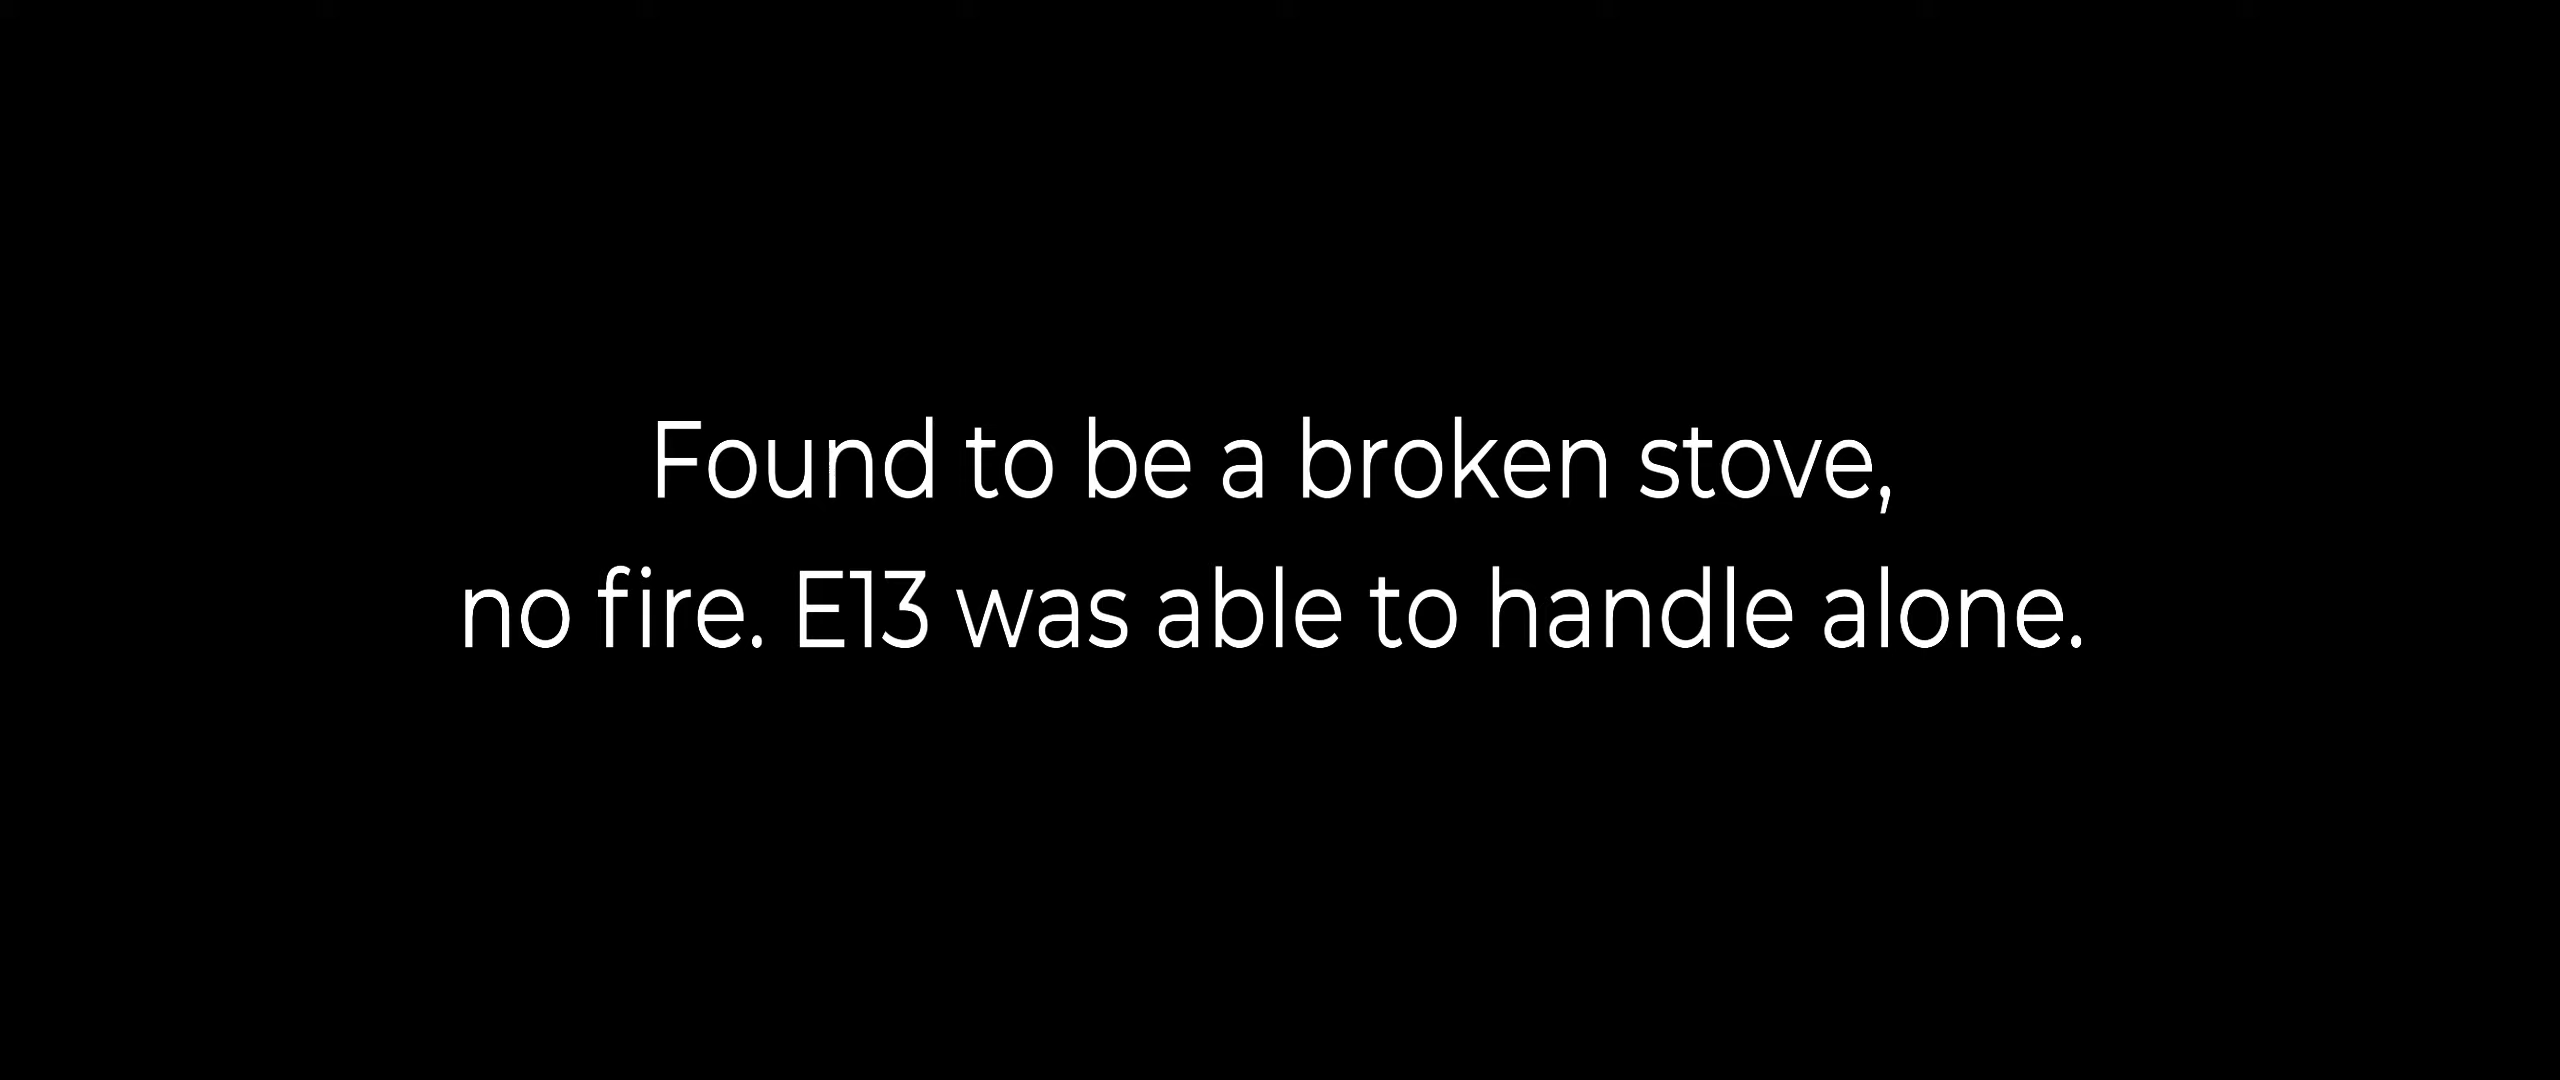 Found to be a broken stove,
no fire. E13 was able to handle alone.